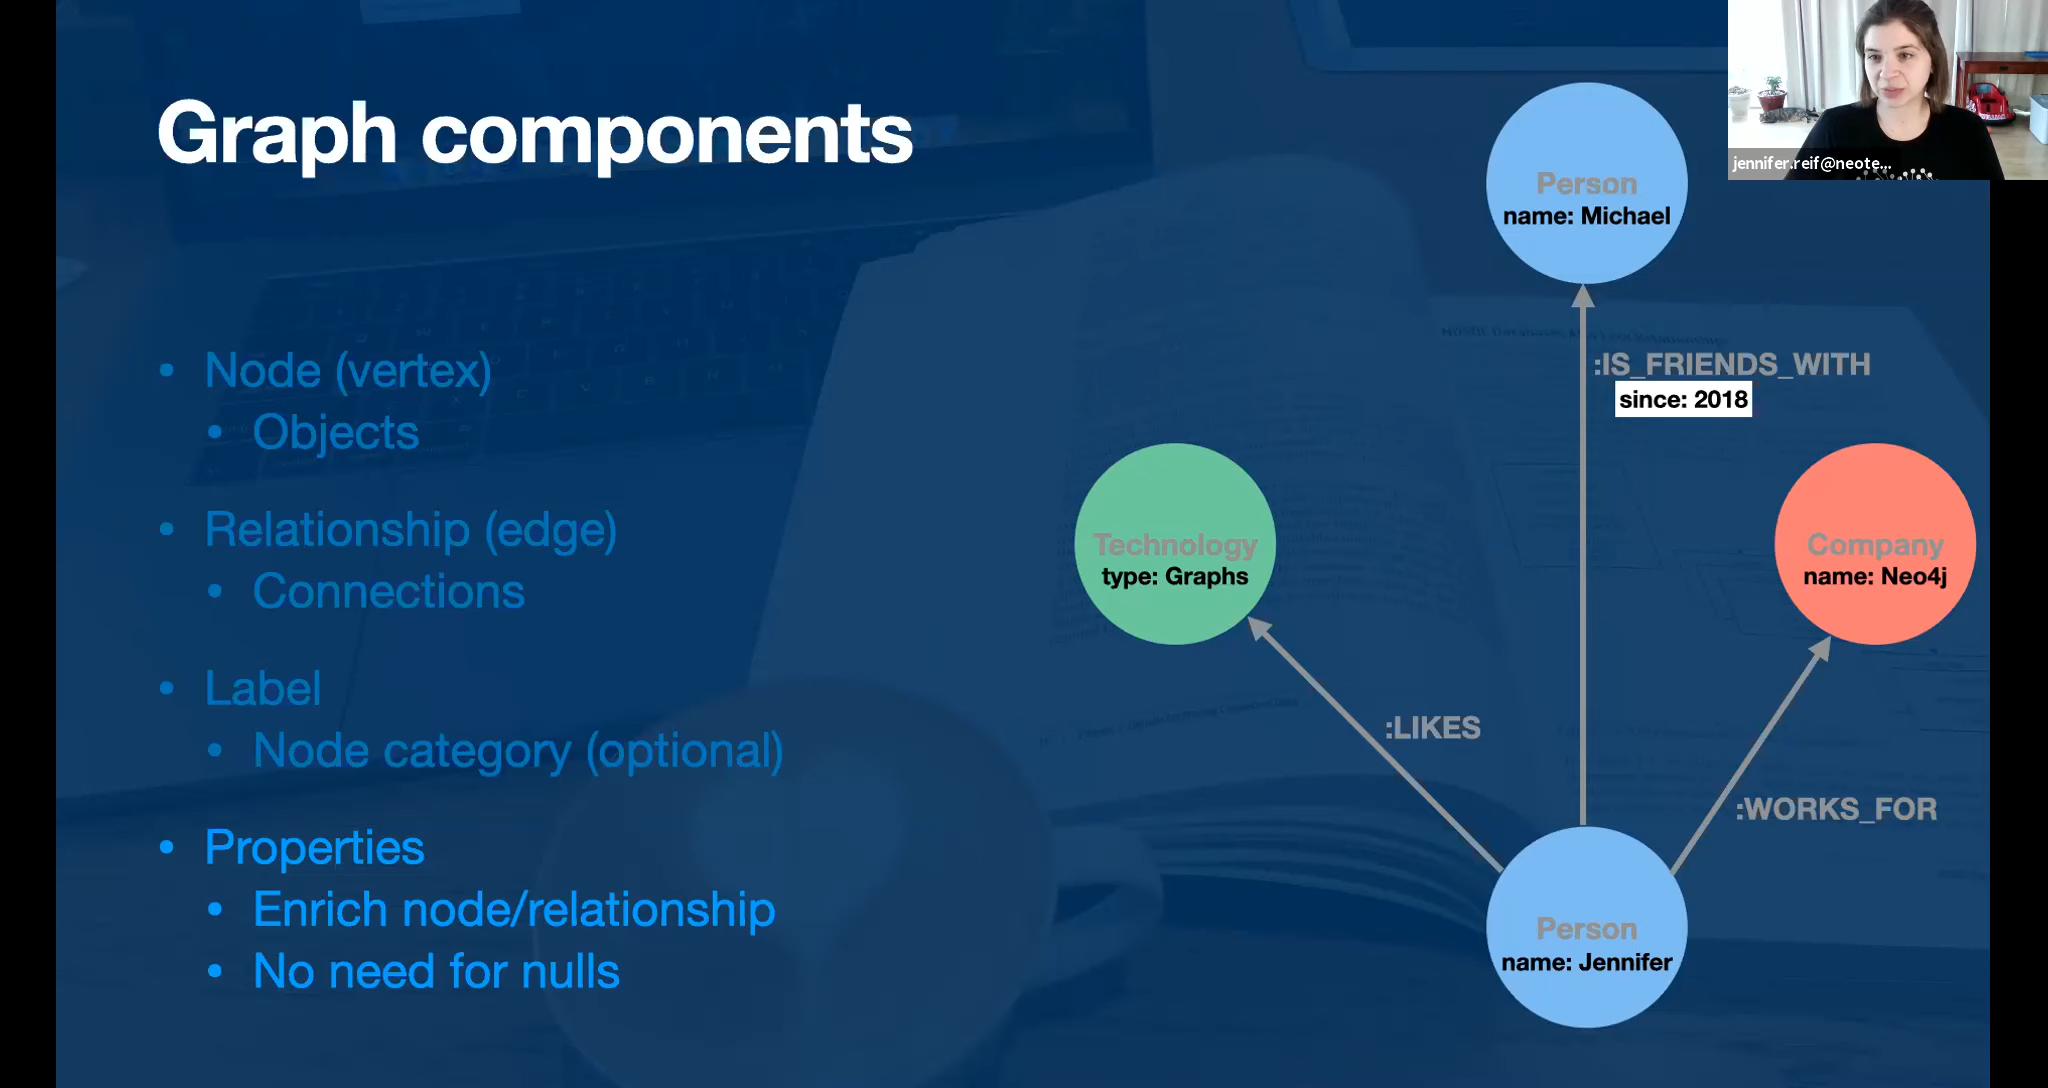 Graph components
• Node (vertex)
• Objects
• Relationship (edge)
• Connections
• Label
• Node category (optional)
• Properties
• Enrich node/relationship
• No need for nulls
Person
name: Michael
:IS_FRIENDS_WITH
since: 2018
Technology
type: Graphs
Company
name: Neo4j
:LIKES
:WORKS_FOR
Person
name: Jennifer
jennifer.reif@neote...